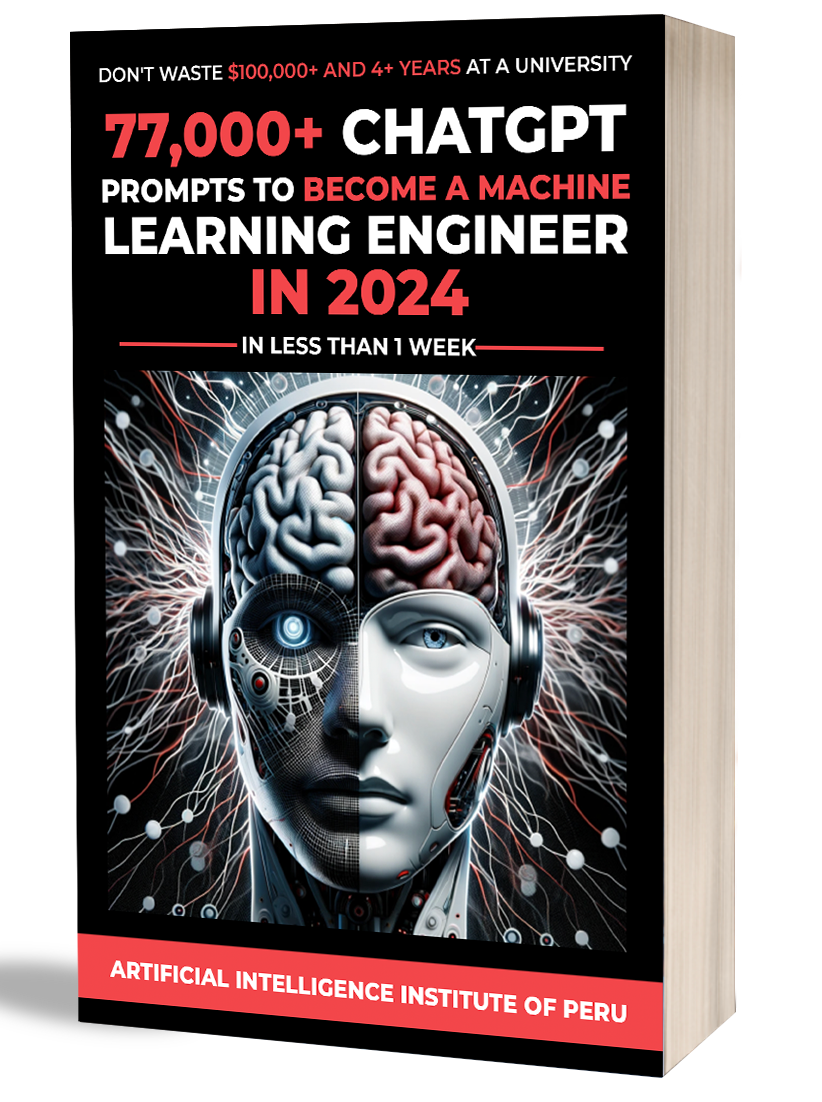 DON'T WASTE $100,000+ AND 4+ YEARS AT A UNIVERSITY
77,000+ CHATGPT
PROMPTS TO BECOME A MACHINE
LEARNING ENGINEER
IN 2024
IN LESS THAN 1 WEEK
ARTIFICIAL INTELLIGENCE INSTITUTE OF PERU